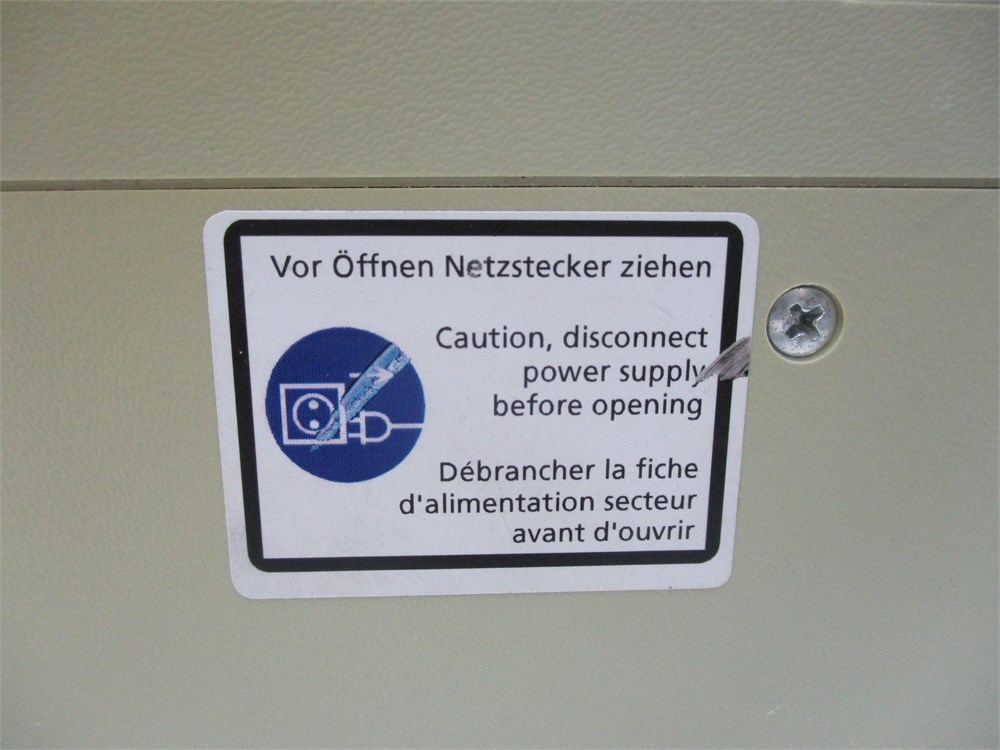 Vor Öffnen Netzstecker ziehen
Caution, disconnect
power supply
before opening
Débrancher la fiche
d'alimentation secteur
avant d'ouvrir